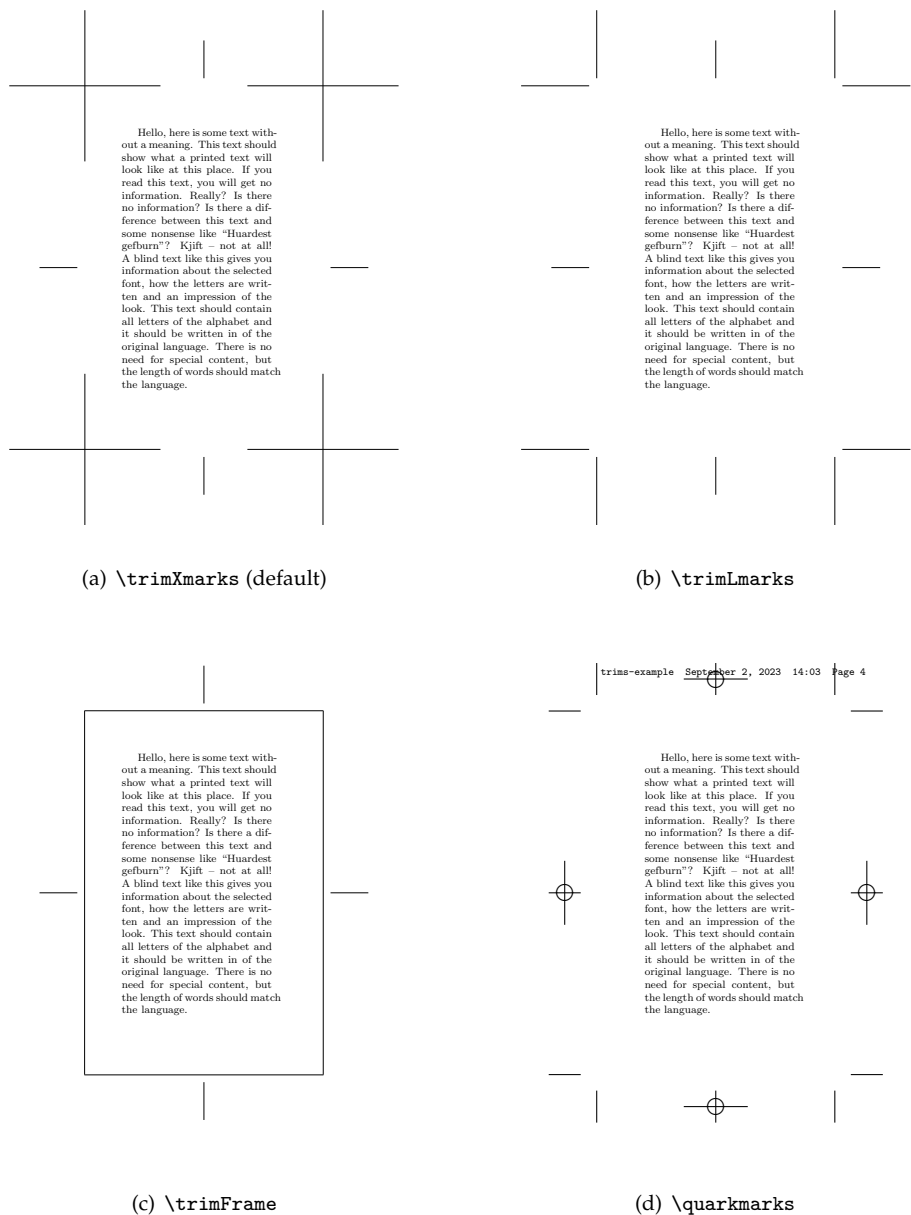 Hello, here is some text with-
out a meaning. This text should
show what a printed text will
look like at this place. If you
read this text, you will get no
information. Really? Is there
no information? Is there a dif-
ference between this text and
some nonsense like “Huardest
gefburn”? Kjift – not at all!
A blind text like this gives you
information about the selected
font, how the letters are writ-
ten and an impression of the
look. This text should contain
all letters of the alphabet and
it should be written in of the
original language. There is no
need for special content, but
the length of words should match
the language.
(a) \trimXmarks (default)
Hello, here is some text with-
out a meaning. This text should
show what a printed text will
look like at this place. If you
read this text, you will get no
information. Really? Is there
no information? Is there a dif-
ference between this text and
some nonsense like “Huardest
gefburn”? Kjift – not at all!
A blind text like this gives you
information about the selected
font, how the letters are writ-
ten and an impression of the
look. This text should contain
all letters of the alphabet and
it should be written in of the
original language. There is no
need for special content, but
the length of words should match
the language.
(b) \trimLmarks
Hello, here is some text with-
out a meaning. This text should
show what a printed text will
look like at this place. If you
read this text, you will get no
information. Really? Is there
no information? Is there a dif-
ference between this text and
some nonsense like “Huardest
gefburn”? Kjift – not at all!
A blind text like this gives you
information about the selected
font, how the letters are writ-
ten and an impression of the
look. This text should contain
all letters of the alphabet and
it should be written in of the
original language. There is no
need for special content, but
the length of words should match
the language.
(c) \trimFrame
trims-example September 2, 2023 14:03 Page 4
Hello, here is some text with-
out a meaning. This text should
show what a printed text will
look like at this place. If you
read this text, you will get no
information. Really? Is there
no information? Is there a dif-
ference between this text and
some nonsense like “Huardest
gefburn”? Kjift – not at all!
A blind text like this gives you
information about the selected
font, how the letters are writ-
ten and an impression of the
look. This text should contain
all letters of the alphabet and
it should be written in of the
original language. There is no
need for special content, but
the length of words should match
the language.
(d) \quarkmarks